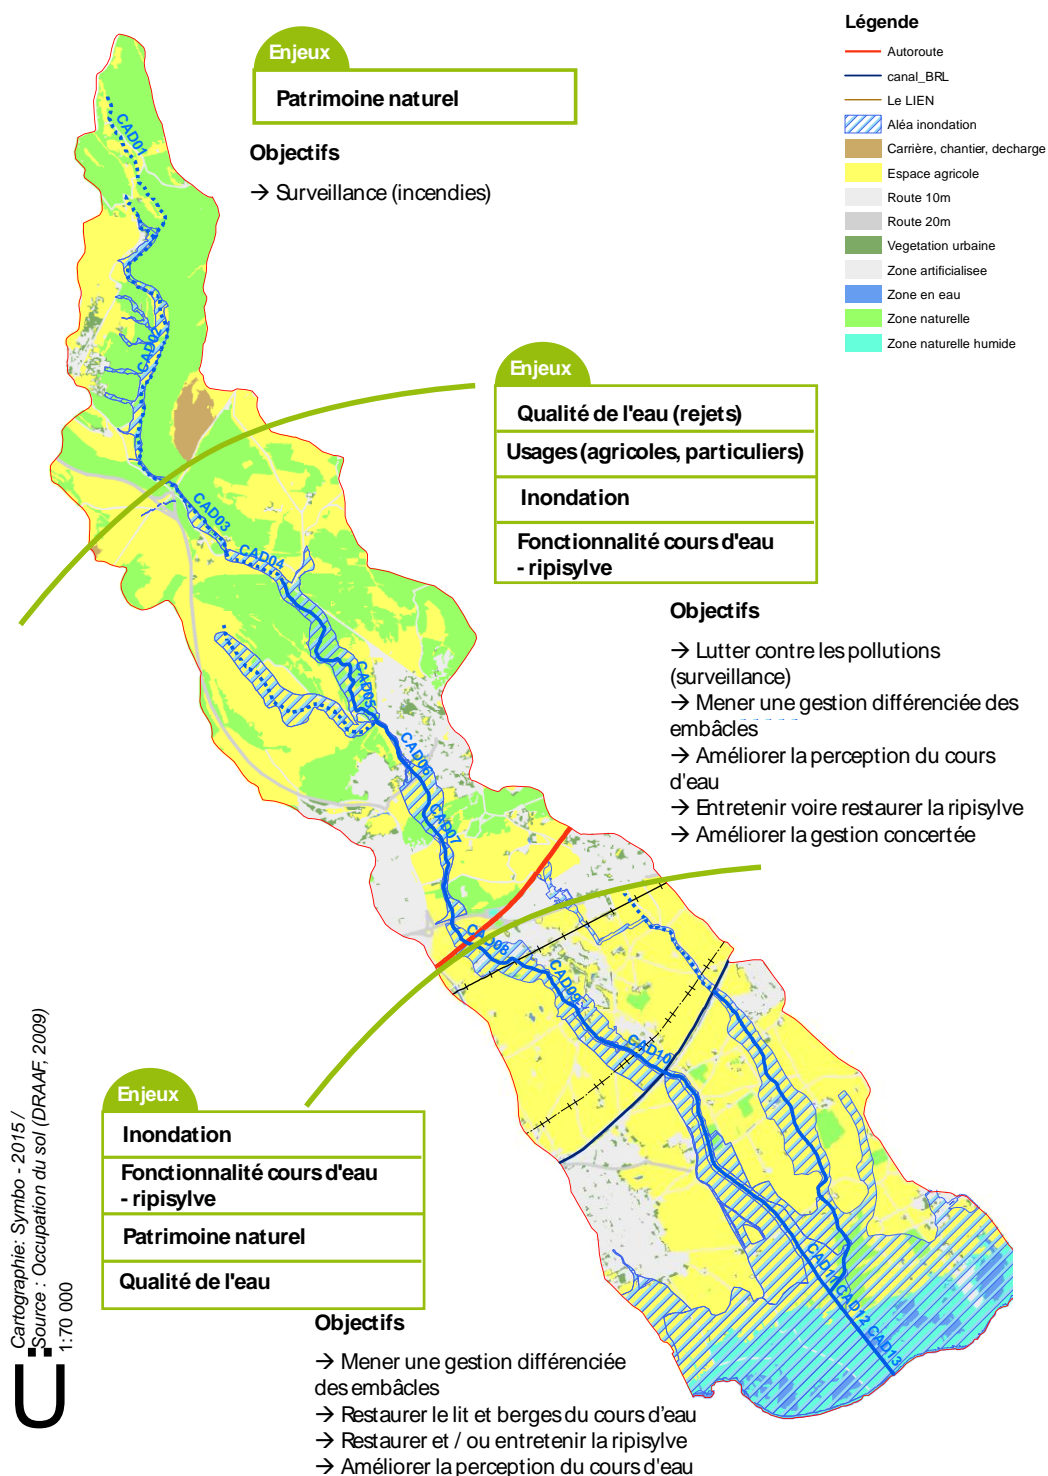 Enjeux
Patrimoine naturel
Objectifs
→ Surveillance (incendies)
Légende
Autoroute
canal_BRL
Le LIEN
Aléa inondation
Carrière, chantier, decharge
Espace agricole
Route 10m
Route 20m
Vegetation urbaine
Zone artificialisee
Zone en eau
Zone naturelle
Zone naturelle humide
CAD01
CAD02
CAD03
CAD04
CAD05
CAD06
CAD07
CAD08
CAD09
CAD10
CAD11
CAD12
CAD13
Enjeux
Qualité de l'eau (rejets)
Usages (agricoles, particuliers)
Inondation
Fonctionnalité cours d'eau
- ripisylve
Objectifs
→ Lutter contre les pollutions
(surveillance)
→ Mener une gestion différenciée des
embâcles
→ Améliorer la perception du cours
d'eau
→ Entretenir voire restaurer la ripisylve
→ Améliorer la gestion concertée
Enjeux
Inondation
Fonctionnalité cours d'eau
- ripisylve
Patrimoine naturel
Qualité de l'eau
Objectifs
→ Mener une gestion différenciée
des embâcles
→ Restaurer le lit et berges du cours d'eau
→ Restaurer et / ou entretenir la ripisylve
→ Améliorer la perception du cours d'eau
Cartographie: Symbo - 2015 /
Source : Occupation du sol (DRAAF, 2009)
1:70 000
Ü